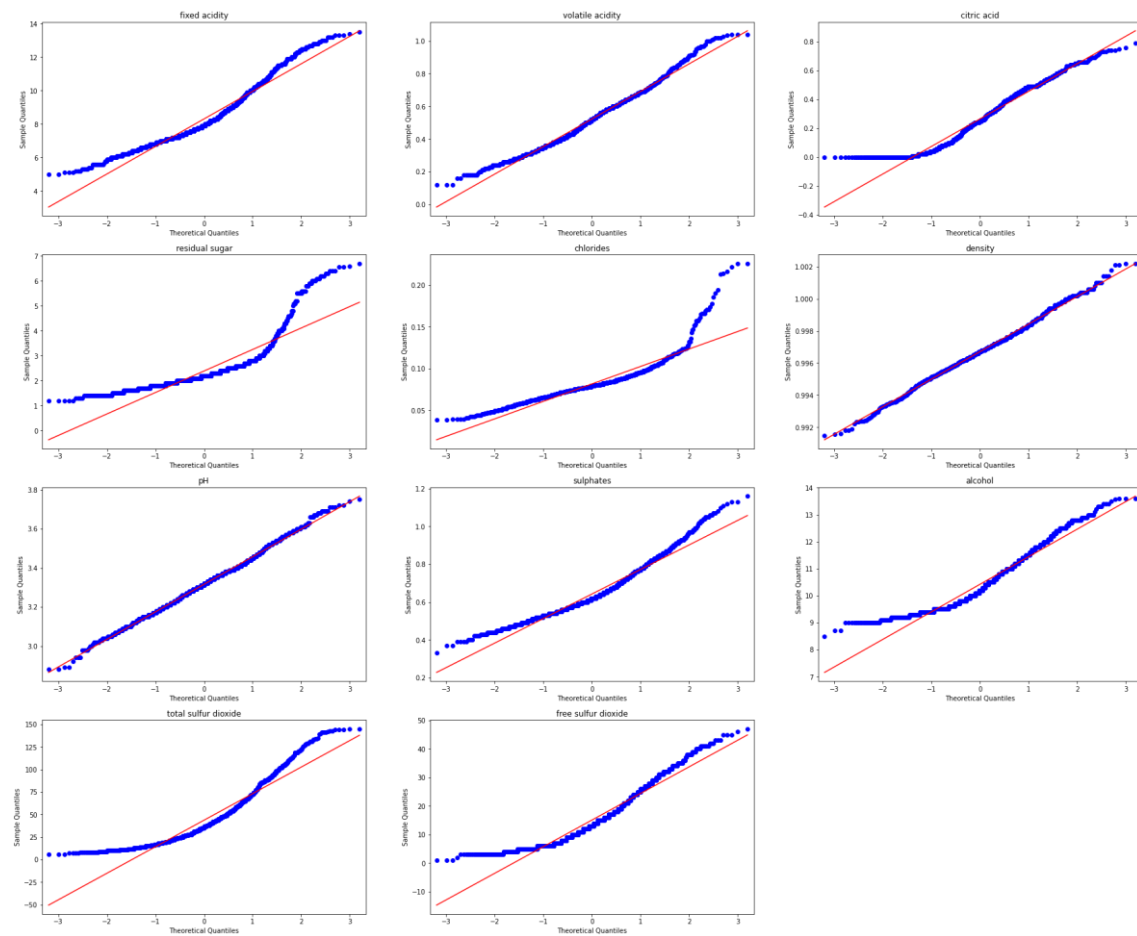 fixed acidity
Sample Quantiles
14
12
10
8
6
4
−3 −2 −1 0 1 2 3
Theoretical Quantiles
volatile acidity
Sample Quantiles
1.0
0.8
0.6
0.4
0.2
0.0
−3 −2 −1 0 1 2 3
Theoretical Quantiles
citric acid
Sample Quantiles
0.8
0.6
0.4
0.2
0.0
−0.2
−0.4
−3 −2 −1 0 1 2 3
Theoretical Quantiles
residual sugar
Sample Quantiles
7
6
5
4
3
2
1
0
−3 −2 −1 0 1 2 3
Theoretical Quantiles
chlorides
Sample Quantiles
0.20
0.15
0.10
0.05
−3 −2 −1 0 1 2 3
Theoretical Quantiles
density
Sample Quantiles
1.002
1.000
0.998
0.996
0.994
0.992
−3 −2 −1 0 1 2 3
Theoretical Quantiles
pH
Sample Quantiles
3.8
3.6
3.4
3.2
3.0
−3 −2 −1 0 1 2 3
Theoretical Quantiles
sulphates
Sample Quantiles
1.2
1.0
0.8
0.6
0.4
0.2
−3 −2 −1 0 1 2 3
Theoretical Quantiles
alcohol
Sample Quantiles
14
13
12
11
10
9
8
7
−3 −2 −1 0 1 2 3
Theoretical Quantiles
total sulfur dioxide
Sample Quantiles
150
125
100
75
50
25
0
−25
−50
−3 −2 −1 0 1 2 3
Theoretical Quantiles
free sulfur dioxide
Sample Quantiles
50
40
30
20
10
0
−10
−3 −2 −1 0 1 2 3
Theoretical Quantiles